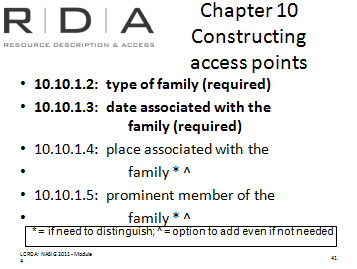 R | D | A
RESOURCE DESCRIPTION & ACCESS
Chapter 10
Constructing
access points
• 10.10.1.2: type of family (required)
• 10.10.1.3: date associated with the
family (required)
• 10.10.1.4: place associated with the
• family * ^
• 10.10.1.5: prominent member of the
• family * ^
* = if need to distinguish; ^ = option to add even if not needed
LC RDA: NASIG 2011 - Module
4
41